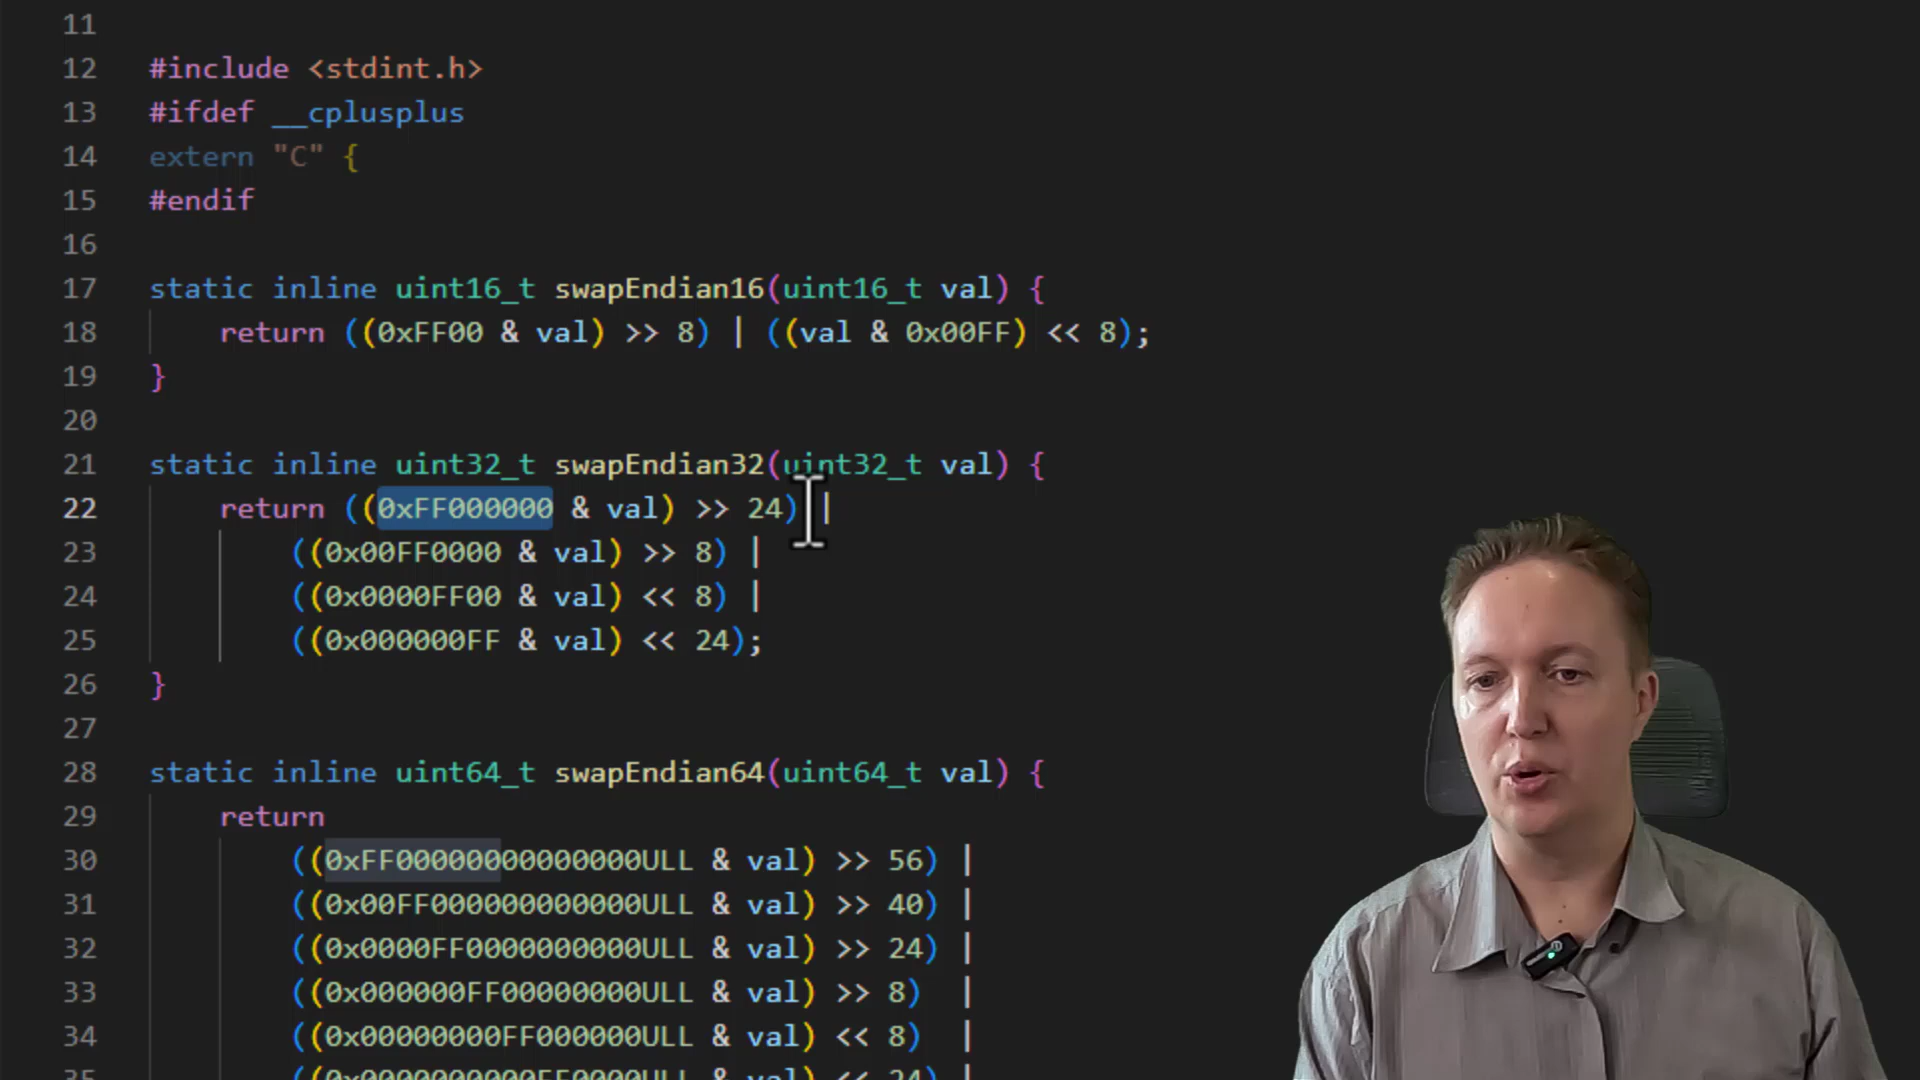 11
12 #include <stdint.h>
13 #ifdef __cplusplus
14 extern "C" {
15 #endif
16
17 static inline uint16_t swapEndian16(uint16_t val) {
18 return ((0xFF00 & val) >> 8) | ((val & 0x00FF) << 8);
19 }
20
21 static inline uint32_t swapEndian32(uint32_t val) {
22 return ((0xFF000000 & val) >> 24) |
23 ((0x00FF0000 & val) >> 8) |
24 ((0x0000FF00 & val) << 8) |
25 ((0x000000FF & val) << 24);
26 }
27
28 static inline uint64_t swapEndian64(uint64_t val) {
29 return
30 ((0xFF00000000000000ULL & val) >> 56) |
31 ((0x00FF000000000000ULL & val) >> 40) |
32 ((0x0000FF0000000000ULL & val) >> 24) |
33 ((0x000000FF00000000ULL & val) >> 8) |
34 ((0x00000000FF000000ULL & val) << 8) |
35 ((0x0000000000FF0000ULL & val) << 24) |